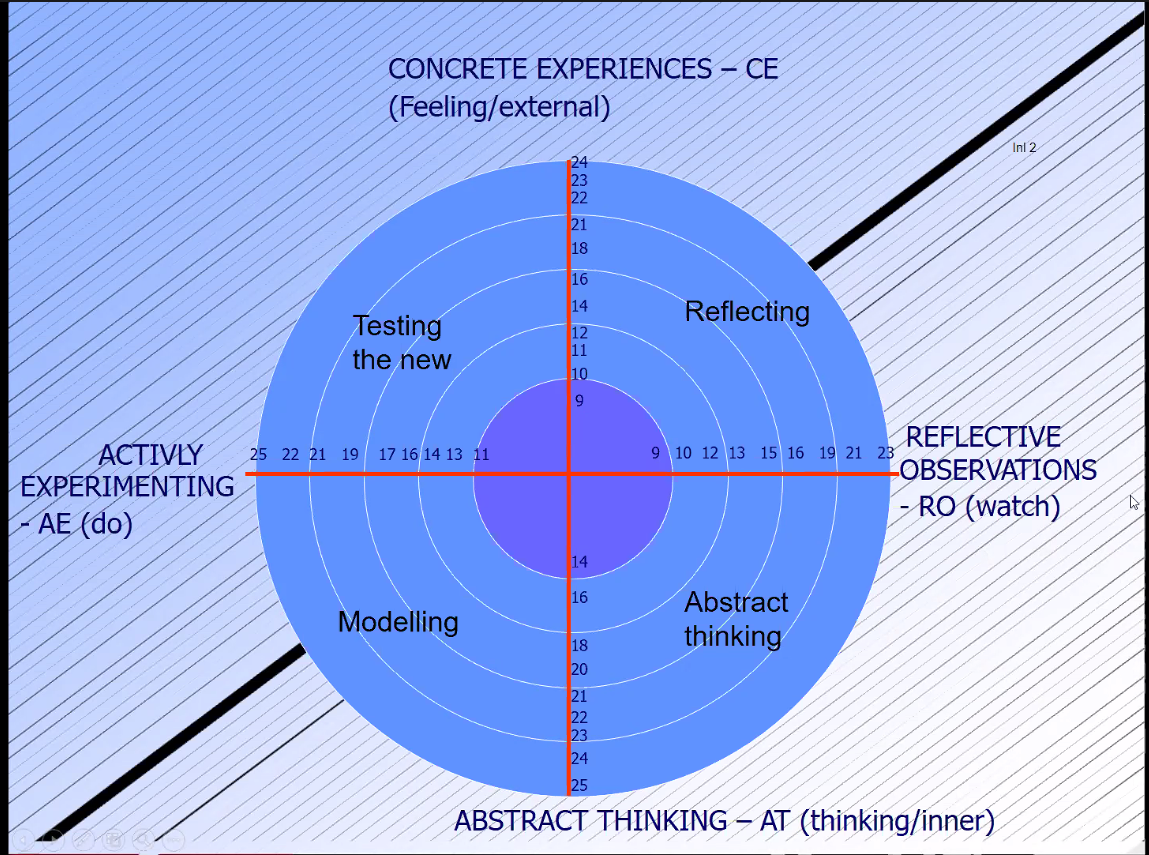 CONCRETE EXPERIENCES – CE
(Feeling/external)
Inl 2
24
23
22
21
18
16
14
12
11
10
9
Reflecting
Testing
the new
ACTIVLY
EXPERIMENTING
- AE (do)
25 22 21 19 17 16 14 13 11
9 10 12 13 15 16 19 21 23
REFLECTIVE
OBSERVATIONS
- RO (watch)
14
16
18
20
21
22
23
24
25
Modelling
Abstract
thinking
ABSTRACT THINKING – AT (thinking/inner)